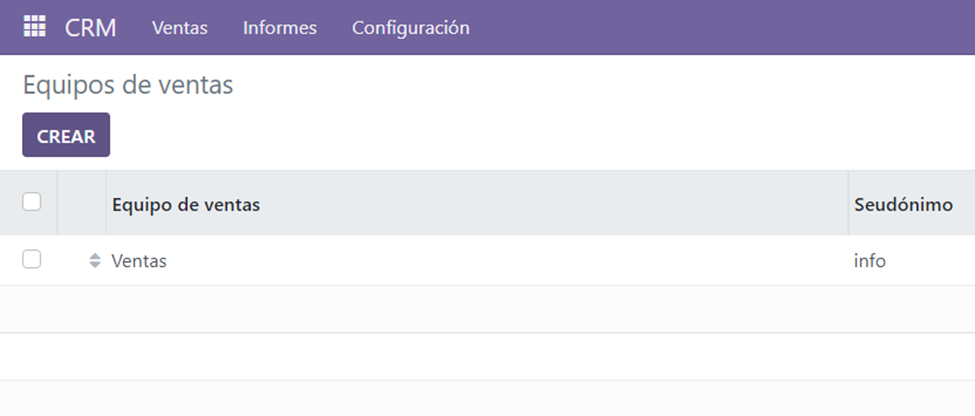 CRM Ventas Informes Configuración
Equipos de ventas
CREAR
Equipo de ventas Seudónimo
Ventas info